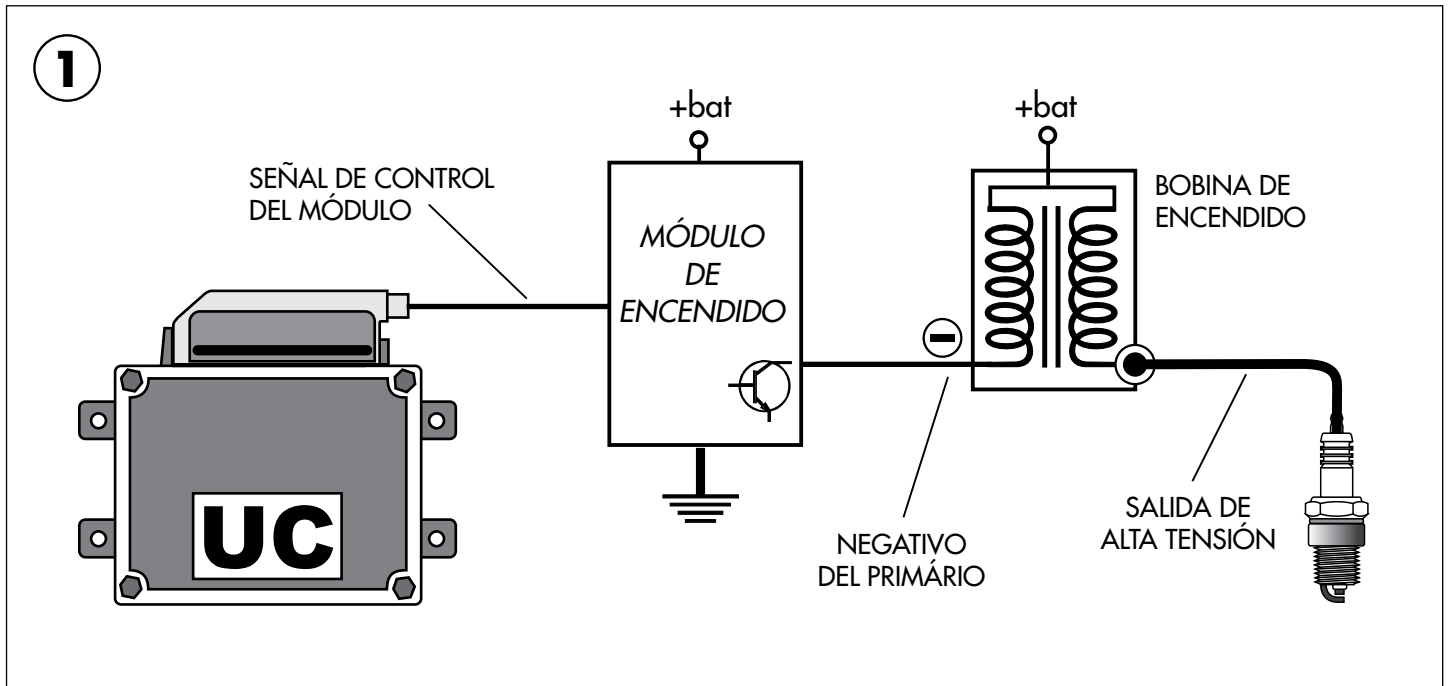 1
+bat
+bat
SEÑAL DE CONTROL
DEL MÓDULO
BOBINA DE
ENCENDIDO
MÓDULO
DE
ENCENDIDO
UC
NEGATIVO
DEL PRIMÁRIO
SALIDA DE
ALTA TENSIÓN